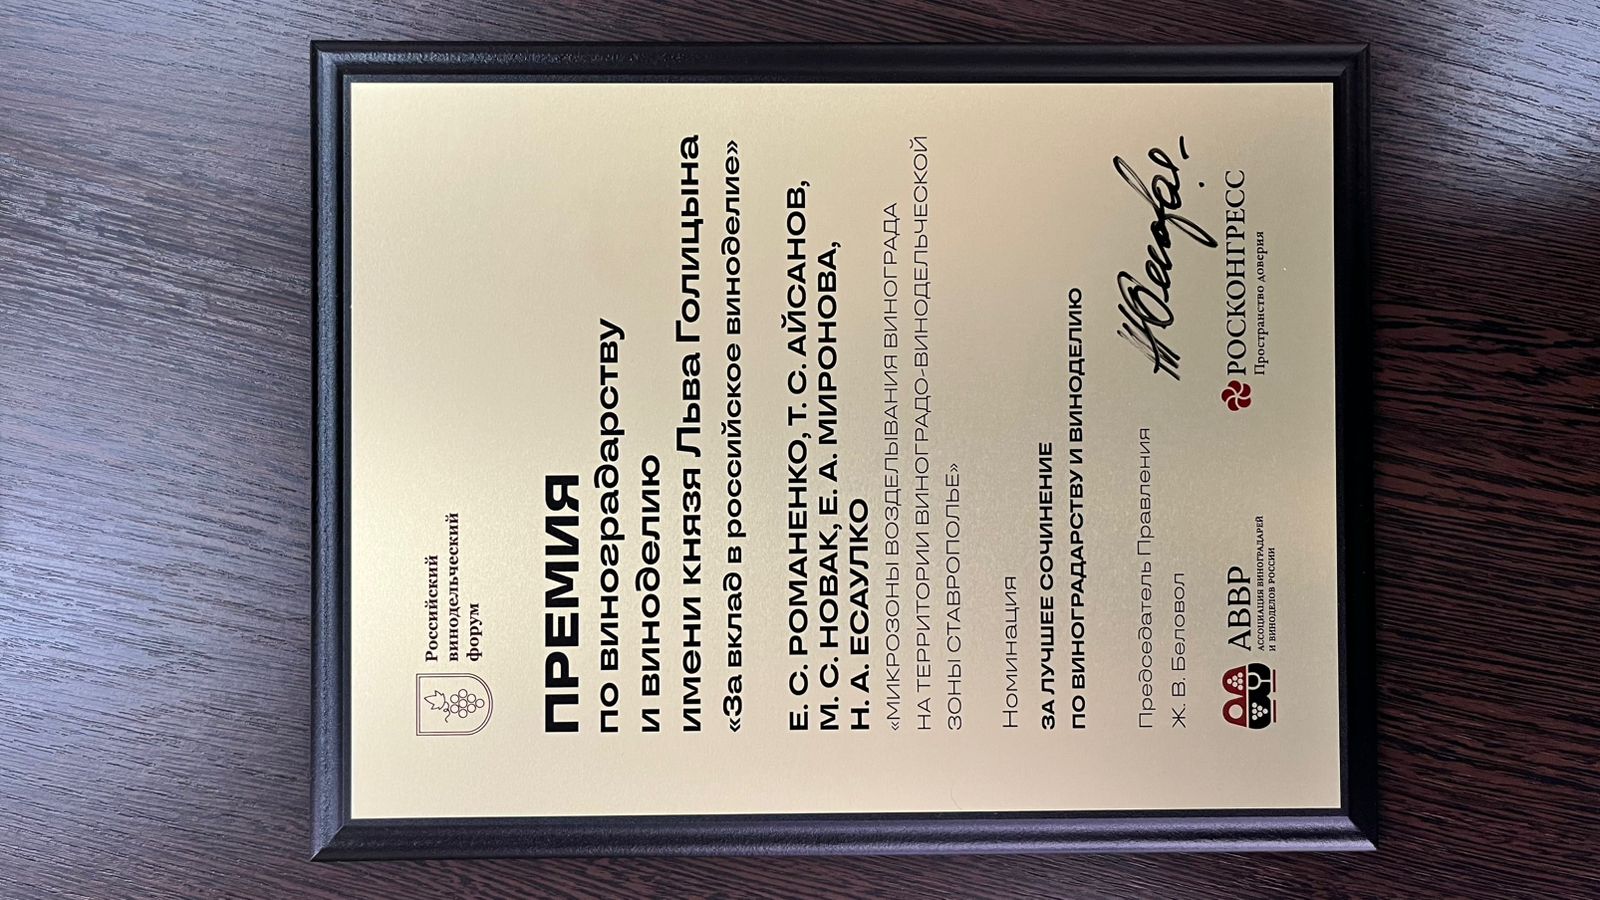 Российский
винодельческий
форум
ПРЕМИЯ
по виноградарству
и виноделию
имени князя Льва Голицына
«За вклад в российское виноделие»
Е. С. РОМАНЕНКО, Т. С. АЙСАНОВ,
М. С. НОВАК, Е. А. МИРОНОВА,
Н. А. ЕСАУЛКО
«МИКРОЗОНЫ ВОЗДЕЛЫВАНИЯ ВИНОГРАДА
НА ТЕРРИТОРИИ ВИНОГРАДО-ВИНОДЕЛЬЧЕСКОЙ
ЗОНЫ СТАВРОПОЛЬЕ»
Номинация
ЗА ЛУЧШЕЕ СОЧИНЕНИЕ
ПО ВИНОГРАДАРСТВУ И ВИНОДЕЛИЮ
Председатель Правления
Ж. В. Беловол
АВВР
АССОЦИАЦИЯ ВИНОГРАДАРЕЙ
И ВИНОДЕЛОВ РОССИИ
РОСКОНГРЕСС
Пространство доверия